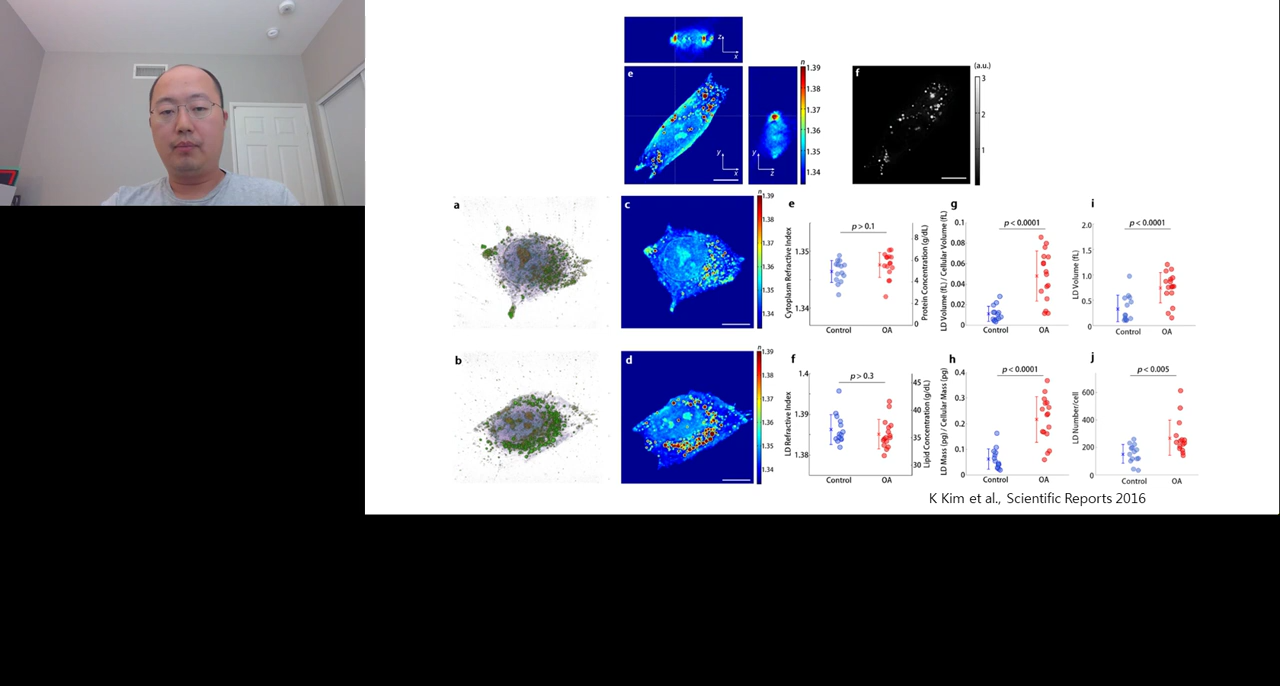 z
x
e
n
1.39
1.38
1.37
1.36
1.35
1.34
y
x
y
z
f
(a.u.)
3
2
1
a
c
n
1.39
1.38
1.37
1.36
1.35
1.34
e
p > 0.1
Cytoplasm Refractive Index
1.35
1.34
8
6
4
2
0
Protein Concentration (g/dL)
Control
OA
g
p < 0.0001
LD Volume (fL) / Cellular Volume (fL)
0.1
0.08
0.06
0.04
0.02
0
Control
OA
i
p < 0.0001
LD Volume (fL)
2.0
1.5
1.0
0.5
0
Control
OA
b
d
n
1.39
1.38
1.37
1.36
1.35
1.34
f
p > 0.3
LD Refractive Index
1.4
1.39
1.38
45
40
35
30
Lipid Concentration (g/dL)
Control
OA
h
p < 0.0001
LD Mass (pg) / Cellular Mass (pg)
0.4
0.3
0.2
0.1
0
Control
OA
j
p < 0.005
LD Number/cell
600
400
200
0
Control
OA
K Kim et al., Scientific Reports 2016